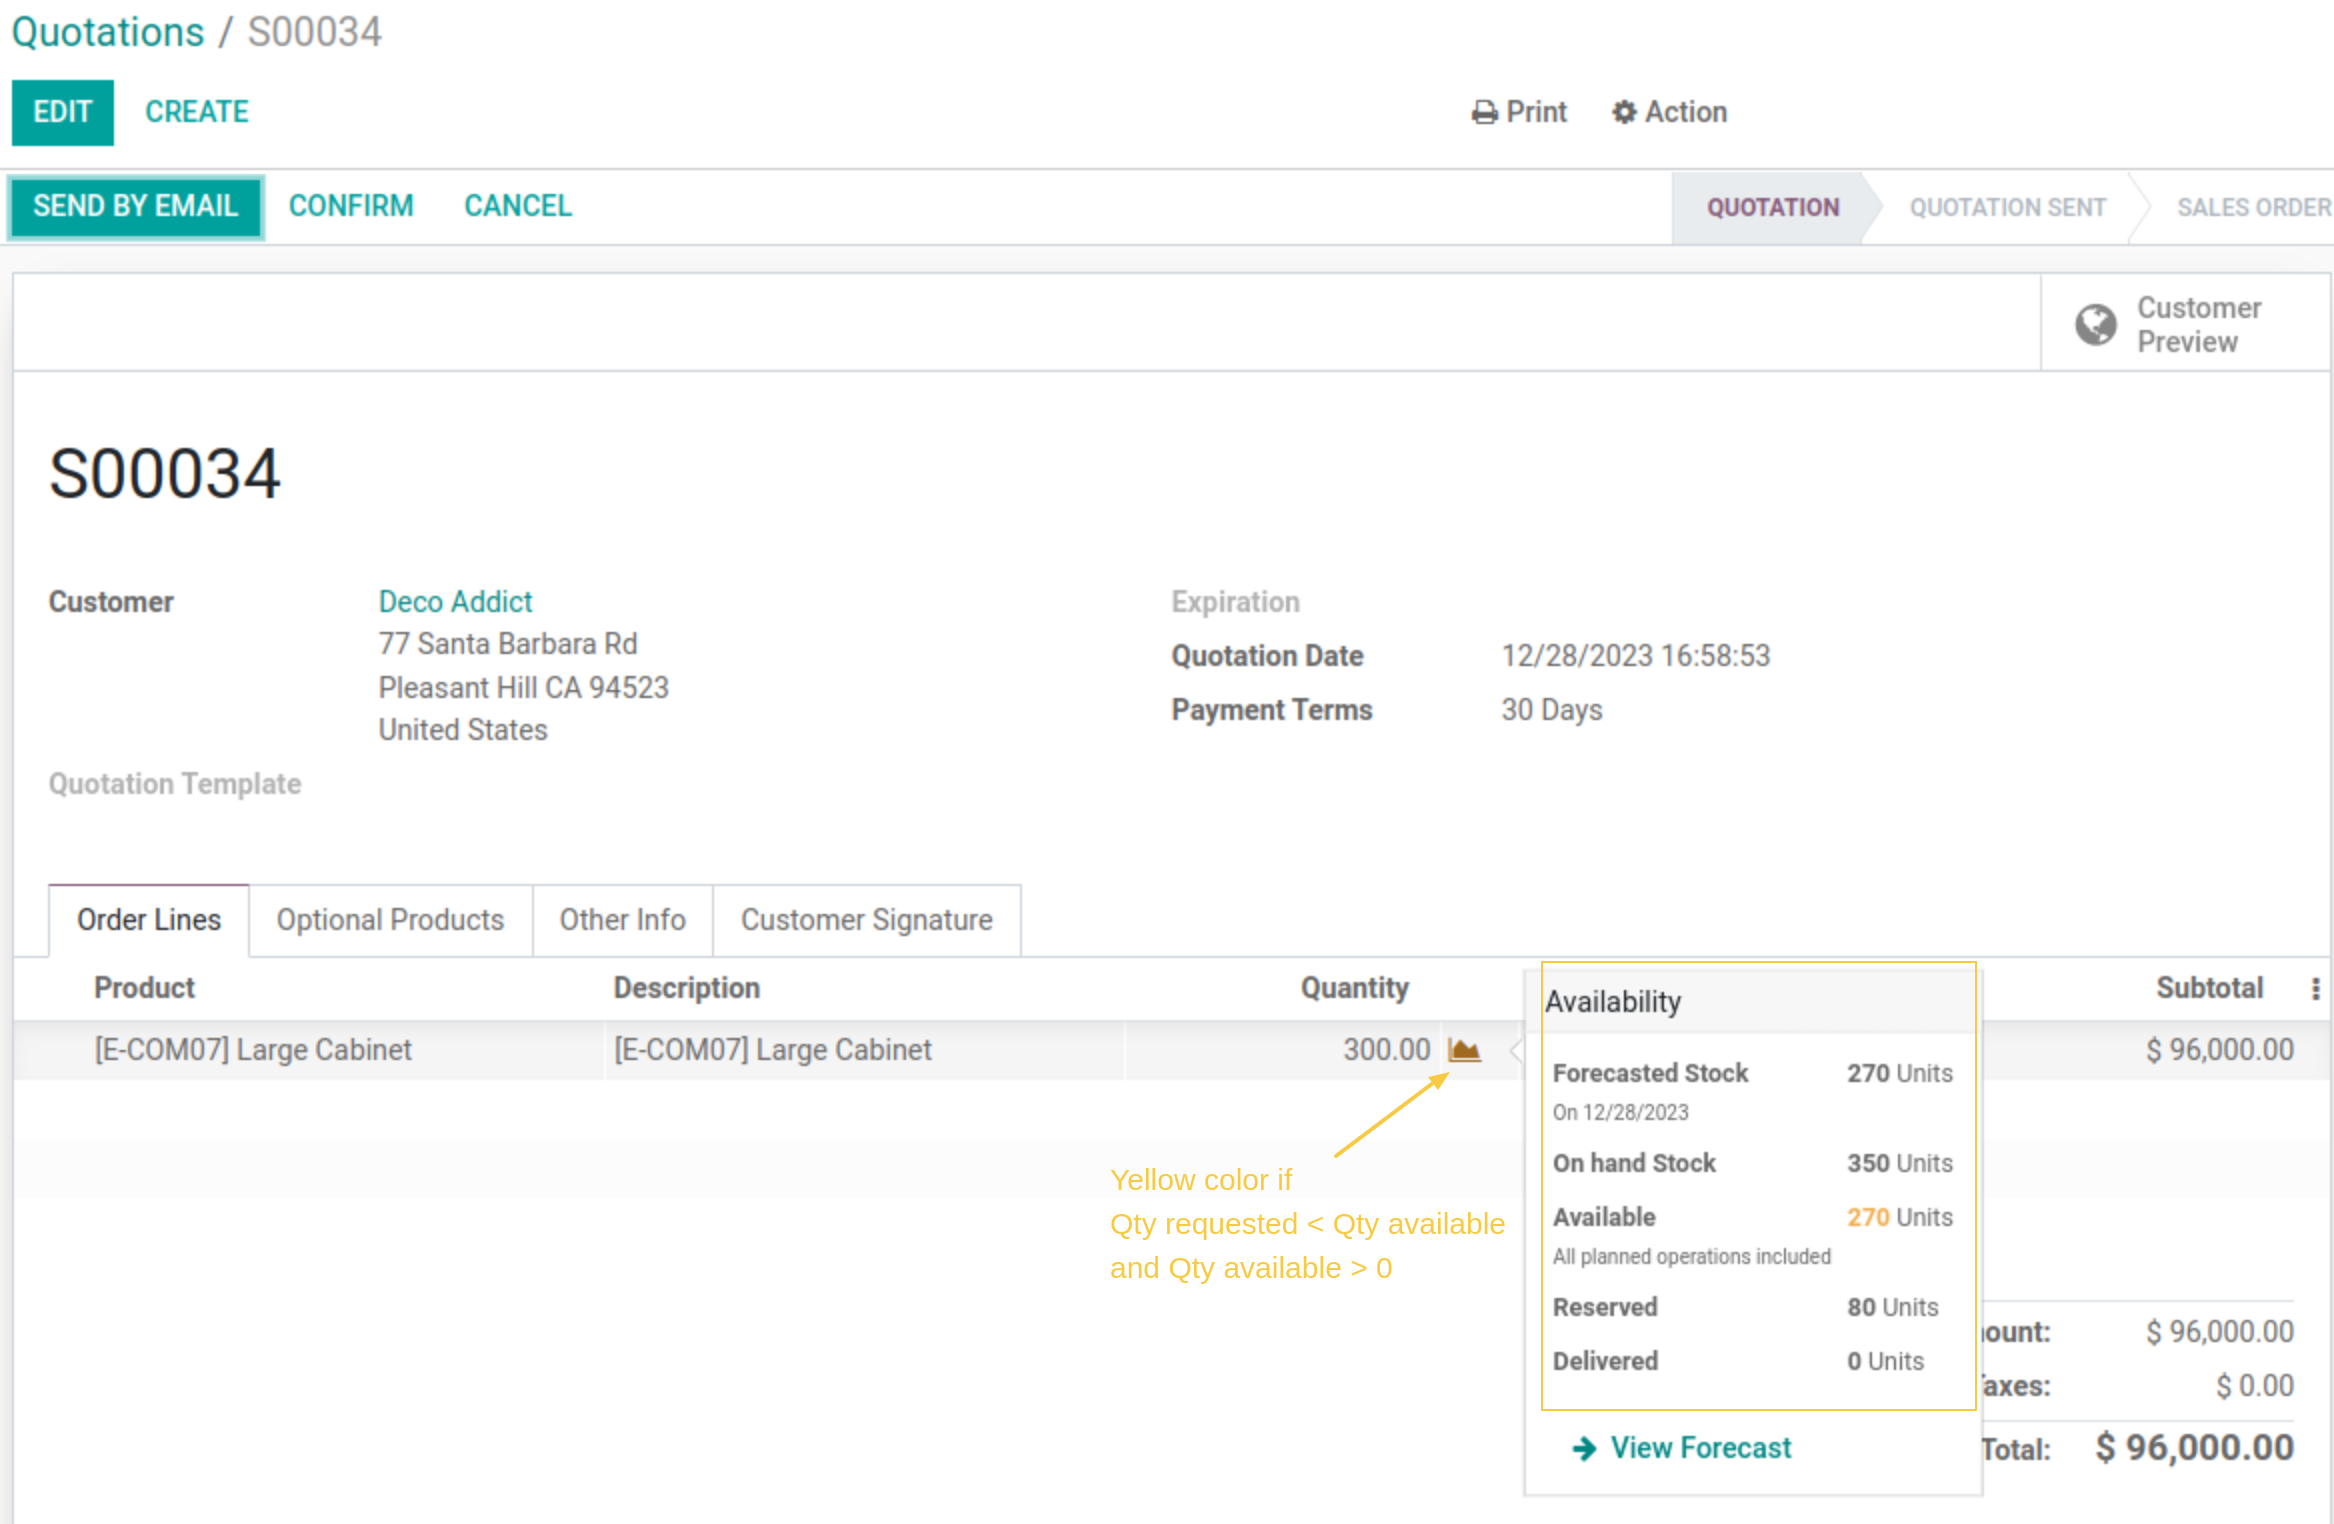 Quotations / S00034
EDIT CREATE Print Action
SEND BY EMAIL CONFIRM CANCEL QUOTATION QUOTATION SENT SALES ORDER
Customer
Preview
S00034
Customer Deco Addict
77 Santa Barbara Rd
Pleasant Hill CA 94523
United States
Quotation Template
Expiration
Quotation Date 12/28/2023 16:58:53
Payment Terms 30 Days
Order Lines Optional Products Other Info Customer Signature
Product Description Quantity Subtotal
[E-COM07] Large Cabinet [E-COM07] Large Cabinet 300.00 $ 96,000.00
Yellow color if
Qty requested < Qty available
and Qty available > 0
Availability
Forecasted Stock 270 Units
On 12/28/2023
On hand Stock 350 Units
Available 270 Units
All planned operations included
Reserved 80 Units
Delivered 0 Units
View Forecast
ount: $ 96,000.00
axes: $ 0.00
Total: $ 96,000.00